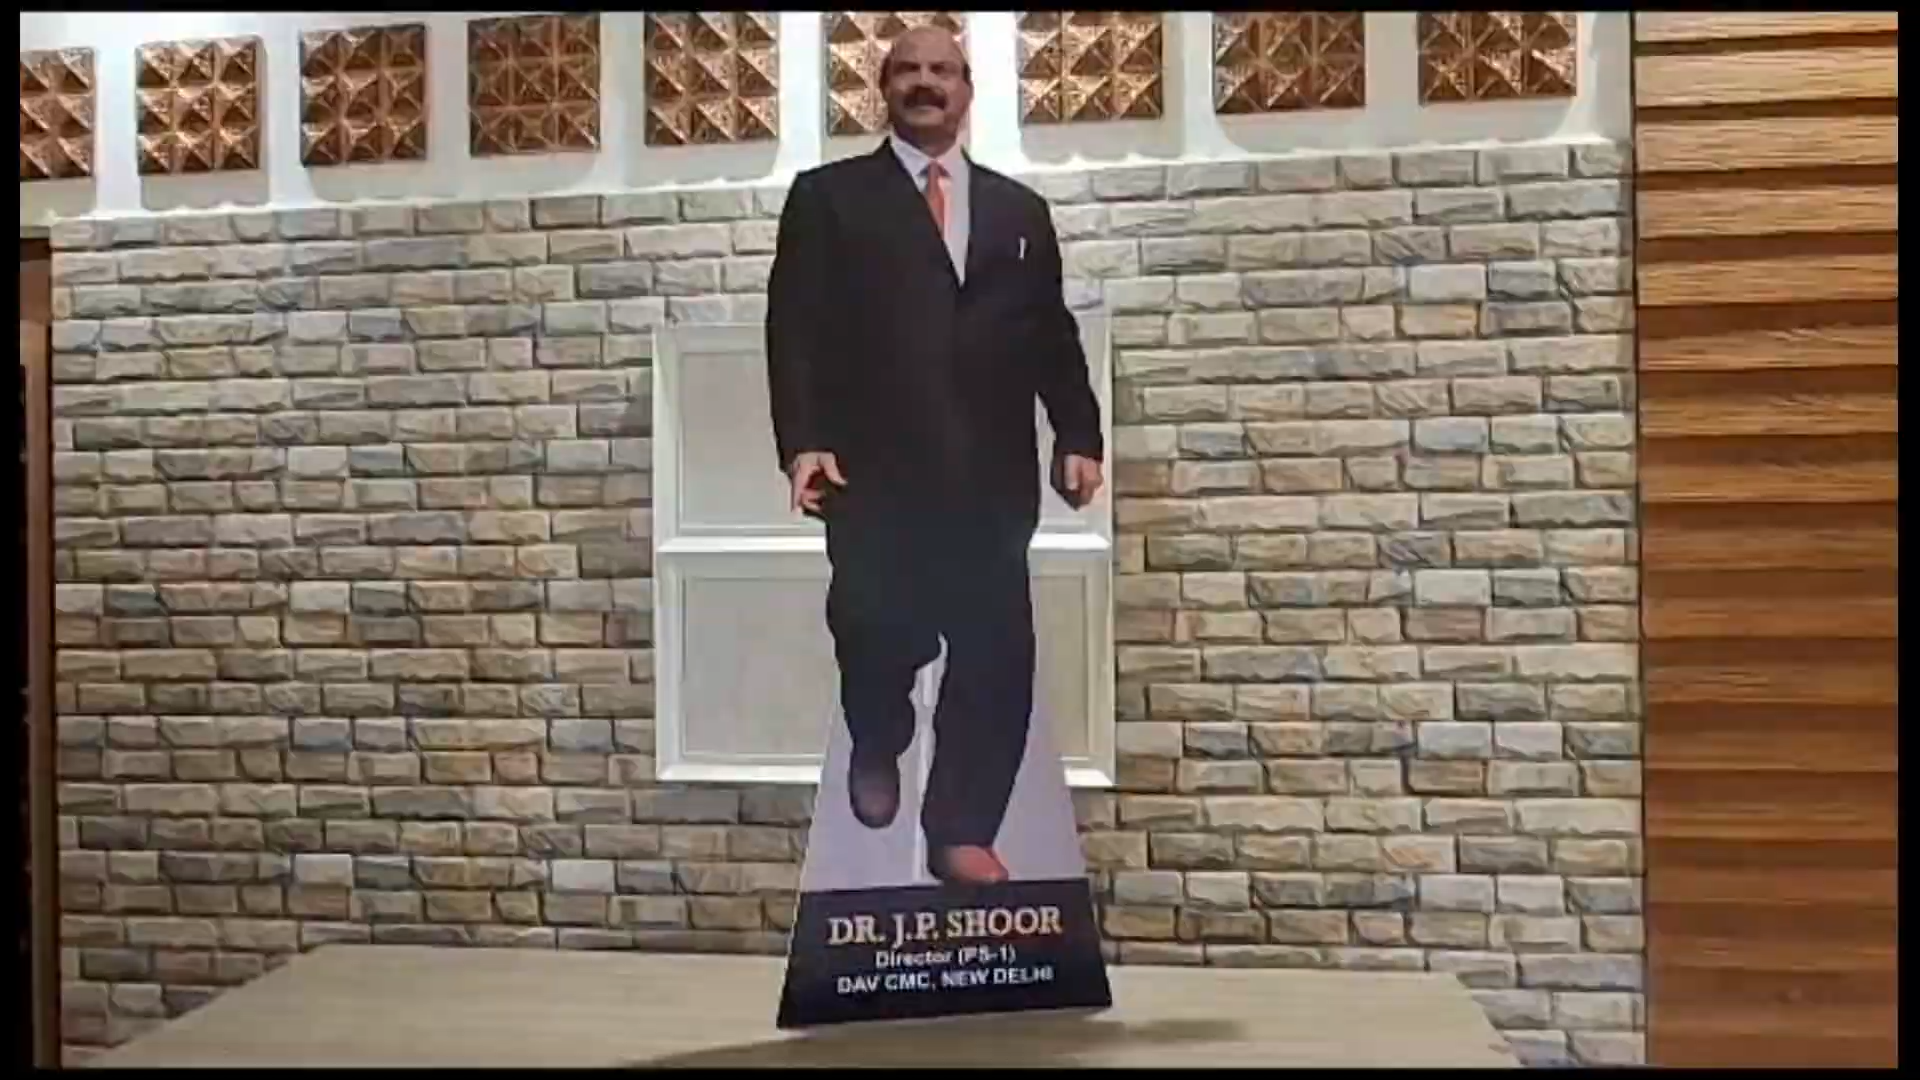 DR. J.P. SHOOR
Director (PS-1)
DAV CMC, NEW DELHI